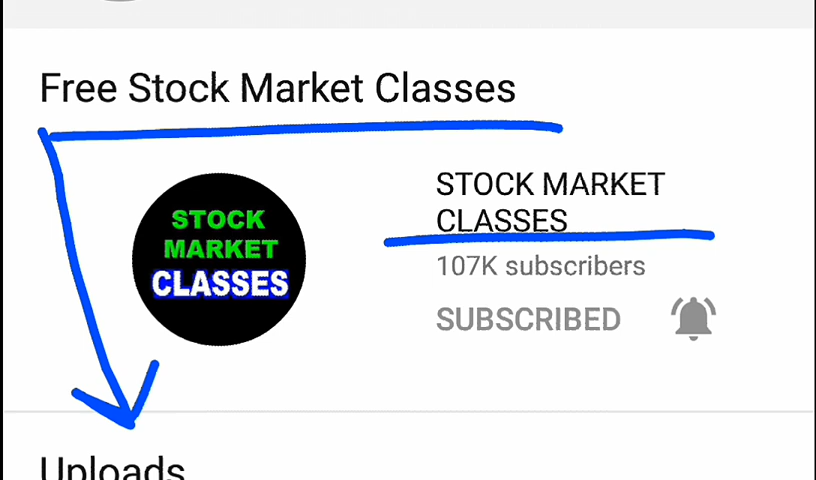 Free Stock Market Classes
STOCK
MARKET
CLASSES
STOCK MARKET
CLASSES
107K subscribers
SUBSCRIBED
Uploads